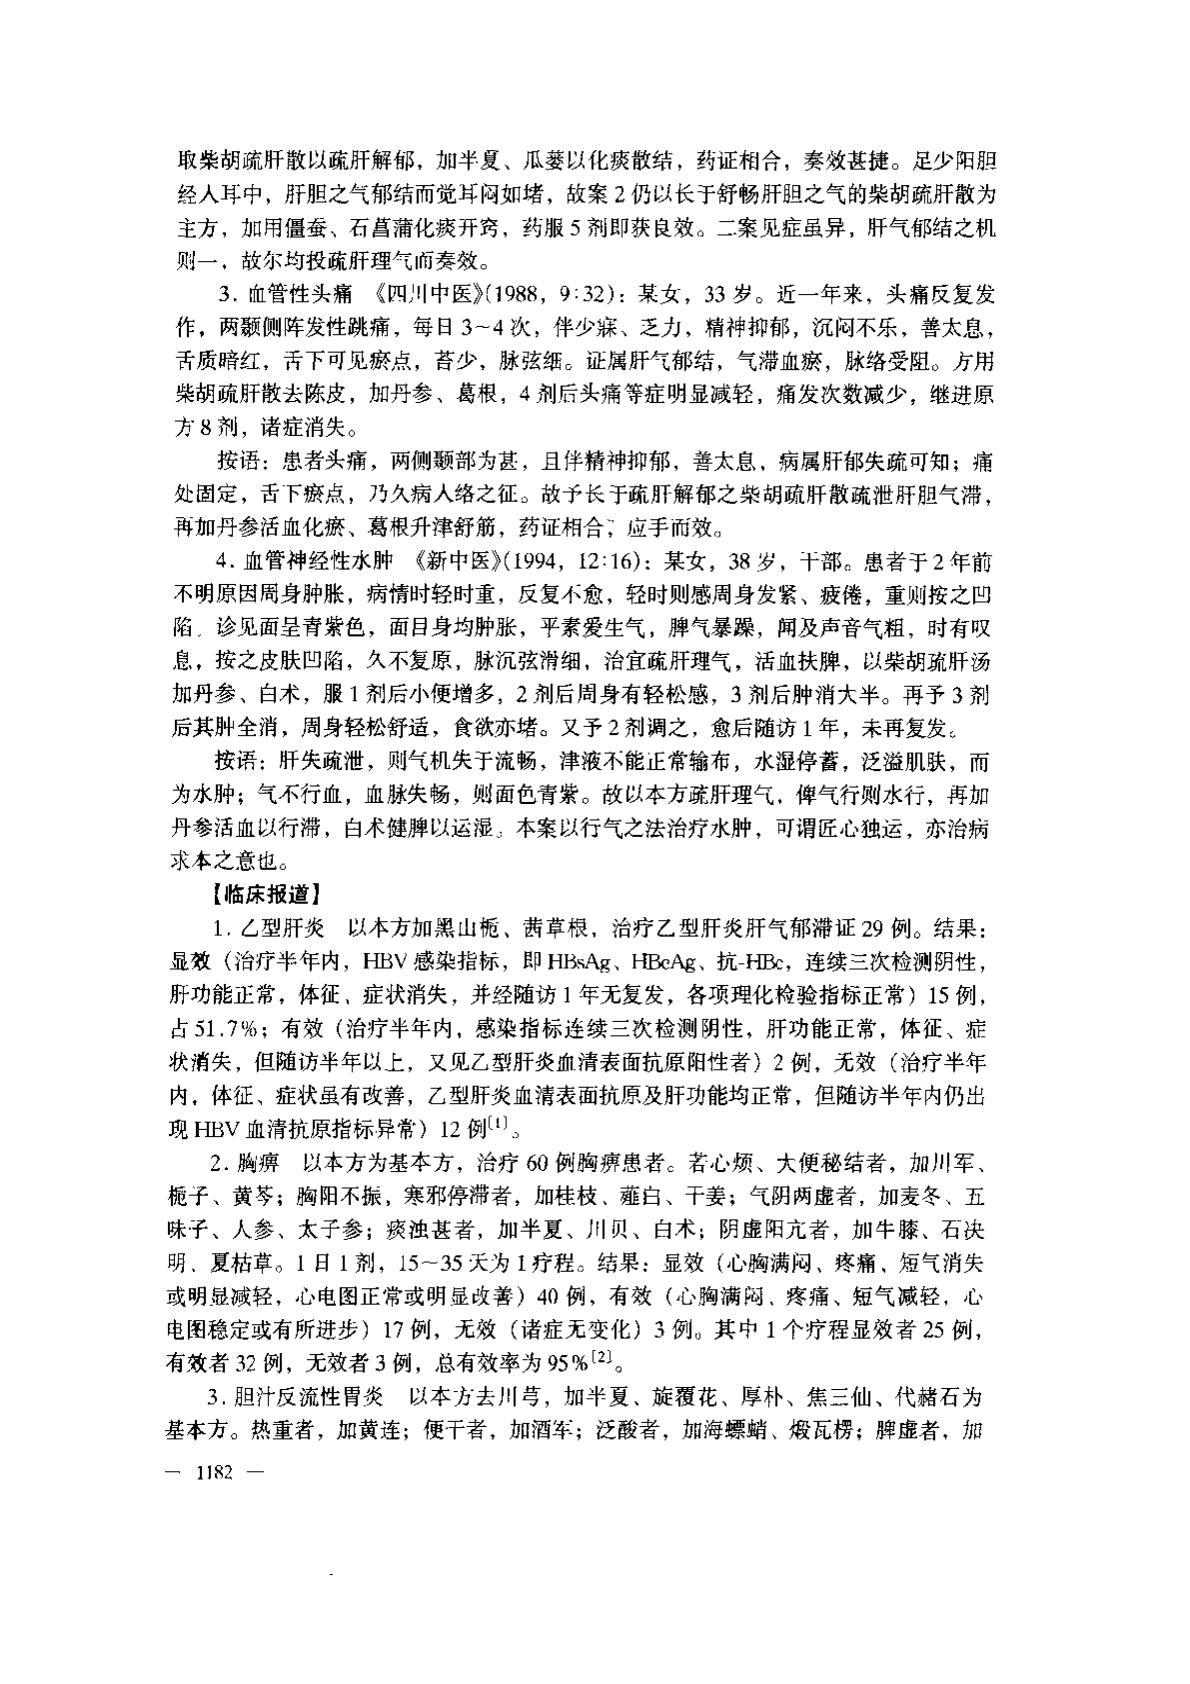 取柴胡疏肝散以疏肝解郁，加半夏、瓜蒌以化痰散结，药证相合，奏效甚捷。足少阳胆
经人耳中，肝胆之气郁结而觉耳闷如堵，故案2仍以长于舒畅肝胆之气的柴胡疏肝散为
主方，加用僵蚕、石菖蒲化痰开窍，药服5剂即获良效。二案见症虽异，肝气郁结之机
则一，故尔均投疏肝理气而奏效。
3. 血管性头痛 《四川中医》(1988，9:32)：某女，33岁。近一年来，头痛反复发
作，两颞侧阵发性跳痛，每日3~4次，伴少寐、乏力，精神抑郁，沉闷不乐，善太息，
舌质暗红，舌下可见瘀点，苔少，脉弦细。证属肝气郁结，气滞血瘀，脉络受阻。方用
柴胡疏肝散去陈皮，加丹参、葛根，4剂后头痛等症明显减轻，痛发次数减少，继进原
方8剂，诸症消失。
按语：患者头痛，两侧颞部为甚，且伴精神抑郁，善太息，病属肝郁失疏可知；痛
处固定，舌下瘀点，乃久病人络之征。故予长于疏肝解郁之柴胡疏肝散疏泄肝胆气滞，
再加丹参活血化瘀、葛根升津舒筋，药证相合，应手而效。
4. 血管神经性水肿 《新中医》(1994，12:16)：某女，38岁，干部。患者于2年前
不明原因周身肿胀，病情时轻时重，反复不愈，轻时则感周身发紧、疲倦，重则按之凹
陷。诊见面呈青紫色，面目身均肿胀，平素爱生气，脾气暴躁，闻及声音气粗，时有叹
息，按之皮肤凹陷，久不复原，脉沉弦滑细，治宜疏肝理气，活血扶脾，以柴胡疏肝汤
加丹参、白术，服1剂后小便增多，2剂后周身有轻松感，3剂后肿消大半。再予3剂
后其肿全消，周身轻松舒适，食欲亦堵。又予2剂调之，愈后随访1年，未再复发。
按语：肝失疏泄，则气机失于流畅，津液不能正常输布，水湿停蓄，泛溢肌肤，而
为水肿；气不行血，血脉失畅，则面色青紫。故以本方疏肝理气，俾气行则水行，再加
丹参活血以行滞，白术健脾以运湿。本案以行气之法治疗水肿，可谓匠心独运，亦治病
求本之意也。
【临床报道】
1. 乙型肝炎 以本方加黑山栀、茜草根，治疗乙型肝炎肝气郁滞证29例。结果：
显效（治疗半年内，HBV感染指标，即HBsAg、HBeAg、抗-HBc，连续三次检测阴性，
肝功能正常，体征、症状消失，并经随访1年无复发，各项理化检验指标正常）15例，
占51.7%；有效（治疗半年内，感染指标连续三次检测阴性，肝功能正常，体征、症
状消失，但随访半年以上，又见乙型肝炎血清表面抗原阳性者）2例，无效（治疗半年
内，体征、症状虽有改善，乙型肝炎血清表面抗原及肝功能均正常，但随访半年内仍出
现HBV血清抗原指标异常）12例〔1〕。
2. 胸痹 以本方为基本方，治疗60例胸痹患者。若心烦、大便秘结者，加川军、
栀子、黄芩；胸阳不振，寒邪停滞者，加桂枝、薤白、干姜；气阴两虚者，加麦冬、五
味子、人参、太子参；痰浊甚者，加半夏、川贝、白术；阴虚阳亢者，加牛膝、石决
明、夏枯草。1日1剂，15~35天为1疗程。结果：显效（心胸满闷、疼痛、短气消失
或明显减轻，心电图正常或明显改善）40例，有效（心胸满闷、疼痛、短气减轻，心
电图稳定或有所进步）17例，无效（诸症无变化）3例。其中1个疗程显效者25例，
有效者32例，无效者3例，总有效率为95%〔2〕。
3. 胆汁反流性胃炎 以本方去川芎，加半夏、旋覆花、厚朴、焦三仙、代赭石为
基本方。热重者，加黄连；便干者，加酒军；泛酸者，加海螵蛸、煅瓦楞；脾虚者，加
— 1182 —